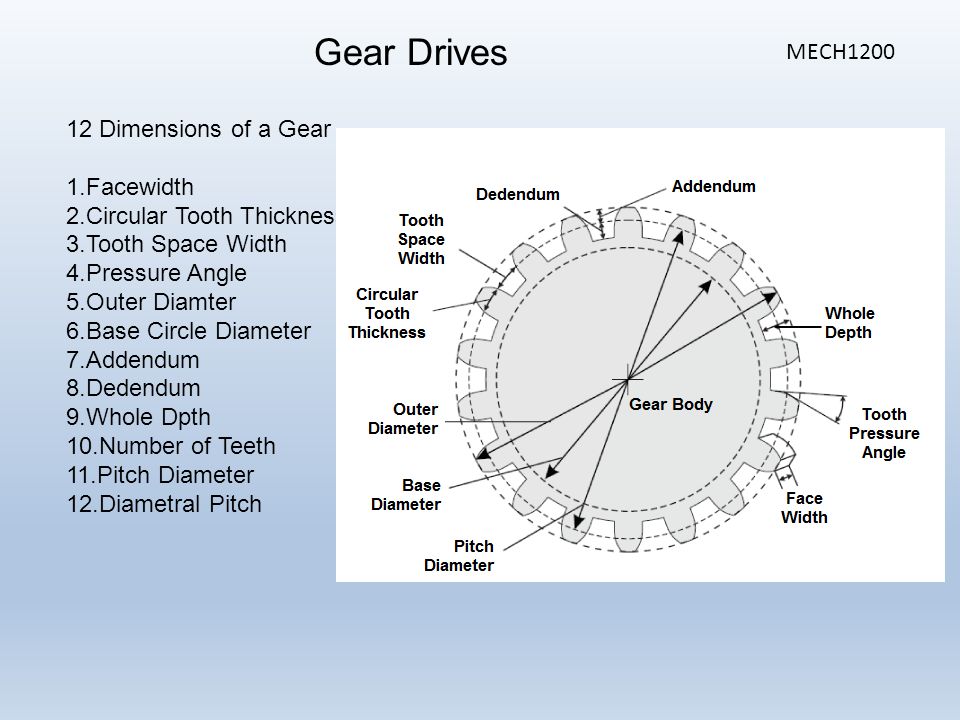 Gear Drives
MECH1200
12 Dimensions of a Gear
1.Facewidth
2.Circular Tooth Thicknes
3.Tooth Space Width
4.Pressure Angle
5.Outer Diamter
6.Base Circle Diameter
7.Addendum
8.Dedendum
9.Whole Dpth
10.Number of Teeth
11.Pitch Diameter
12.Diametral Pitch
Dedendum
Addendum
Tooth
Space
Width
Circular
Tooth
Thickness
Whole
Depth
Outer
Diameter
Gear Body
Tooth
Pressure
Angle
Base
Diameter
Face
Width
Pitch
Diameter